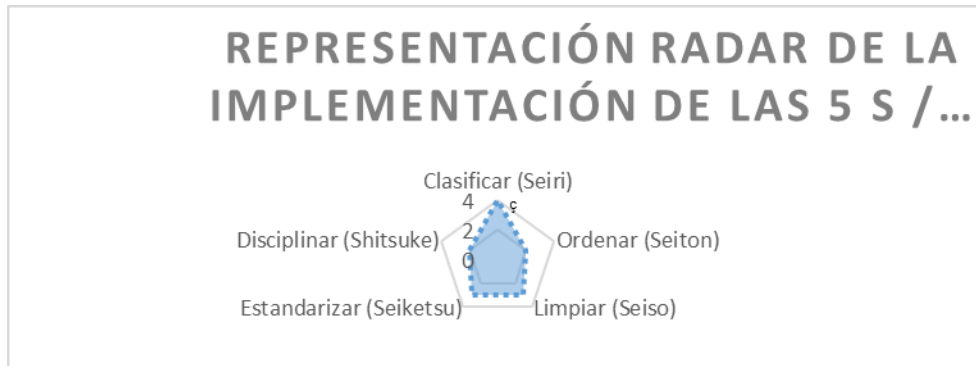 REPRESENTACIÓN RADAR DE LA
IMPLEMENTACIÓN DE LAS 5 S /...
Clasificar (Seiri)
4
ç
2
Disciplinar (Shitsuke)
Ordenar (Seiton)
0
Estandarizar (Seiketsu)
Limpiar (Seiso)